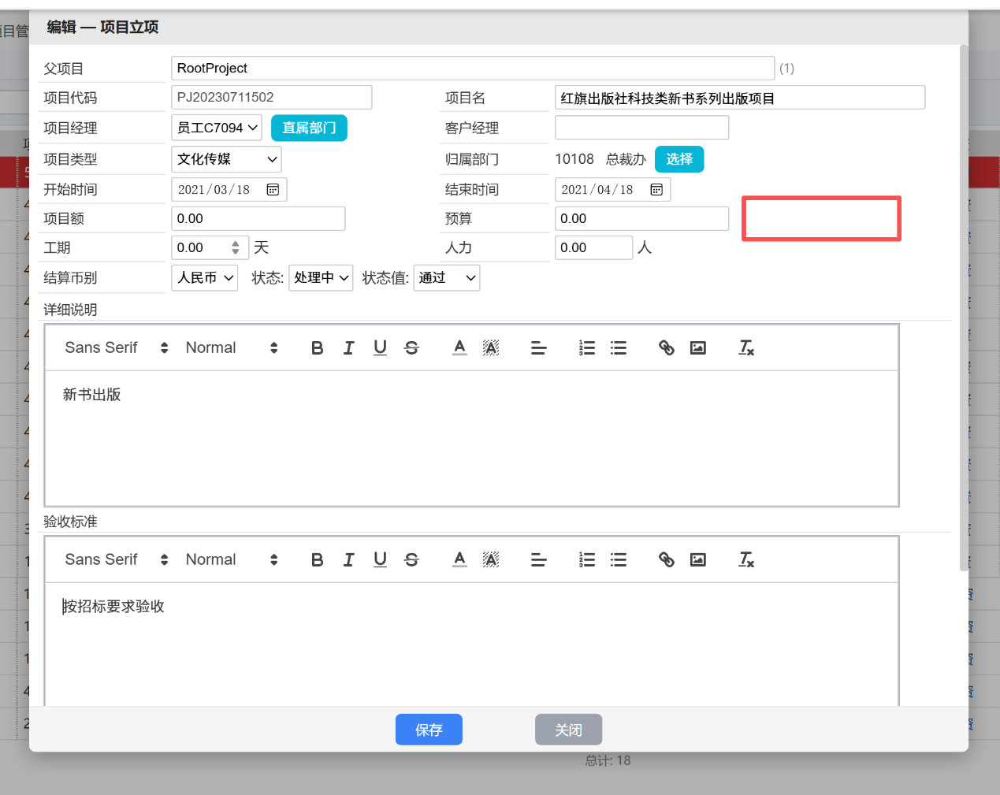 编辑 — 项目立项
父项目 RootProject (1)
项目代码 PJ20230711502 项目名 红旗出版社科技类新书系列出版项目
项目经理 员工C7094 直属部门 客户经理
项目类型 文化传媒 归属部门 10108 总裁办 选择
开始时间 2021/03/18 结束时间 2021/04/18
项目额 0.00 预算 0.00
工期 0.00 天 人力 0.00 人
结算币别 人民币 状态: 处理中 状态值: 通过
详细说明
Sans Serif Normal
新书出版
验收标准
Sans Serif Normal
按招标要求验收
保存 关闭
总计: 18